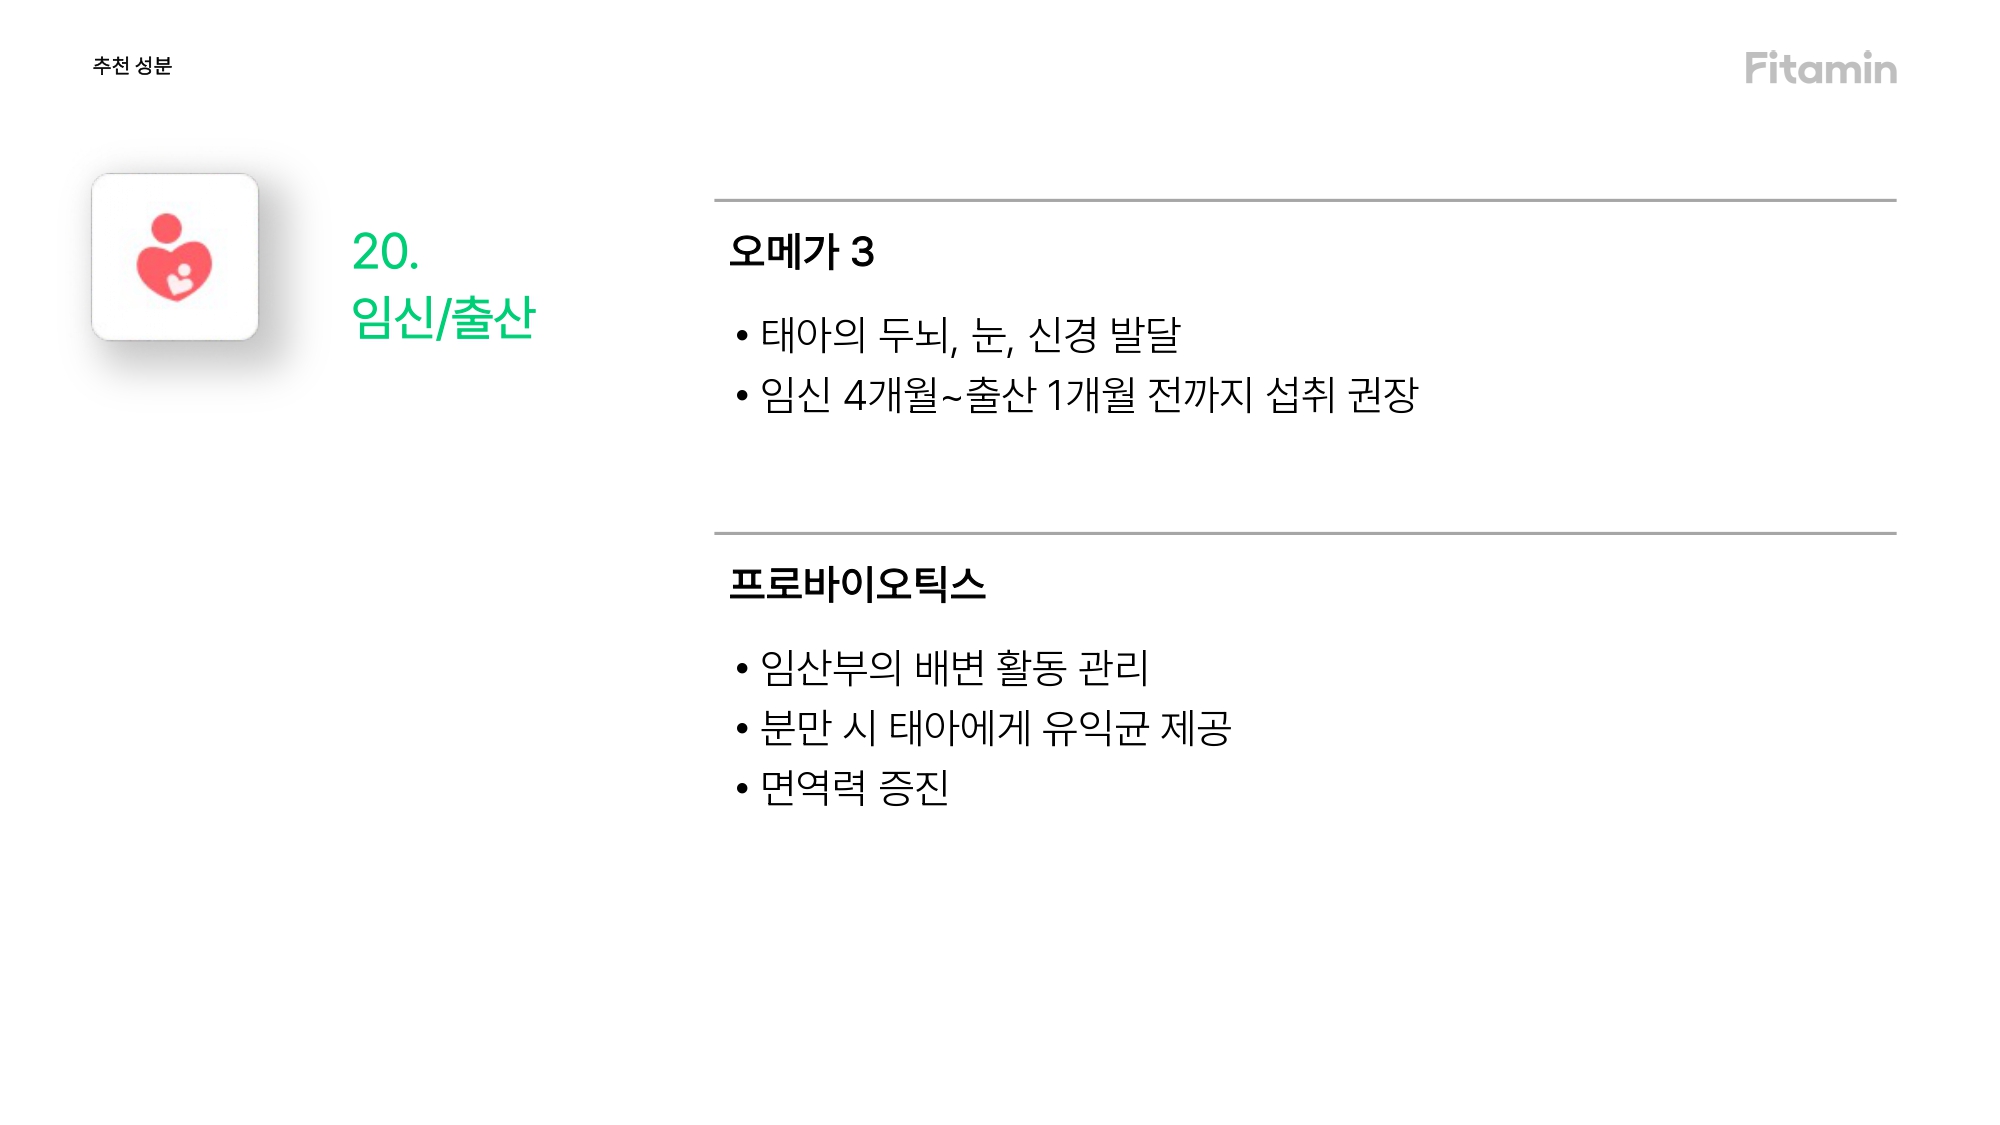 추천 성분
Fitamin
20.
임신/출산
오메가 3
• 태아의 두뇌, 눈, 신경 발달
• 임신 4개월~출산 1개월 전까지 섭취 권장
프로바이오틱스
• 임산부의 배변 활동 관리
• 분만 시 태아에게 유익균 제공
• 면역력 증진